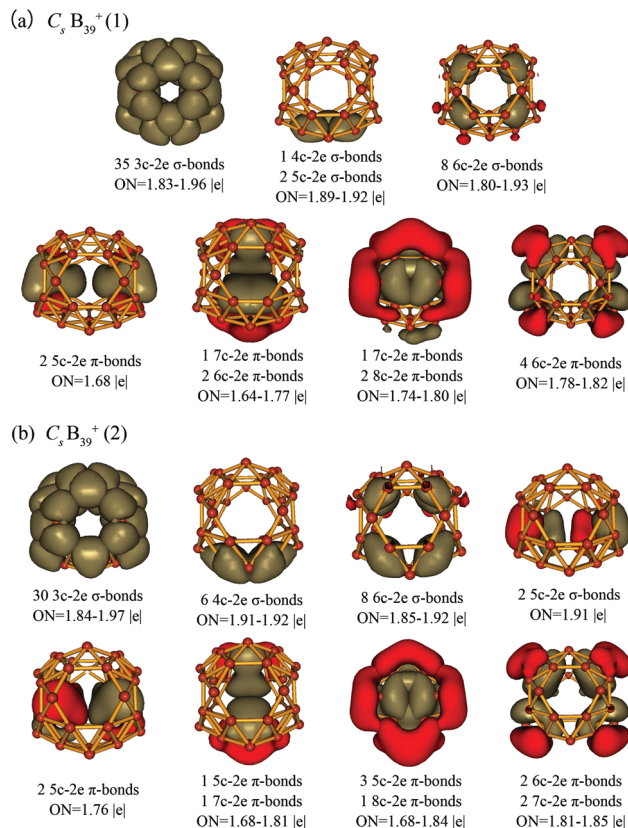 (a) Cₛ B₃₉⁺ (1)
35 3c-2e σ-bonds
ON=1.83-1.96 |e|
1 4c-2e σ-bonds
2 5c-2e σ-bonds
ON=1.89-1.92 |e|
8 6c-2e σ-bonds
ON=1.80-1.93 |e|
2 5c-2e π-bonds
ON=1.68 |e|
1 7c-2e π-bonds
2 6c-2e π-bonds
ON=1.64-1.77 |e|
1 7c-2e π-bonds
2 8c-2e π-bonds
ON=1.74-1.80 |e|
4 6c-2e π-bonds
ON=1.78-1.82 |e|
(b) Cₛ B₃₉⁺ (2)
30 3c-2e σ-bonds
ON=1.84-1.97 |e|
6 4c-2e σ-bonds
ON=1.91-1.92 |e|
8 6c-2e σ-bonds
ON=1.85-1.92 |e|
2 5c-2e σ-bonds
ON=1.91 |e|
2 5c-2e π-bonds
ON=1.76 |e|
1 5c-2e π-bonds
1 7c-2e π-bonds
ON=1.68-1.81 |e|
3 5c-2e π-bonds
1 8c-2e π-bonds
ON=1.68-1.84 |e|
2 6c-2e π-bonds
2 7c-2e π-bonds
ON=1.81-1.85 |e|